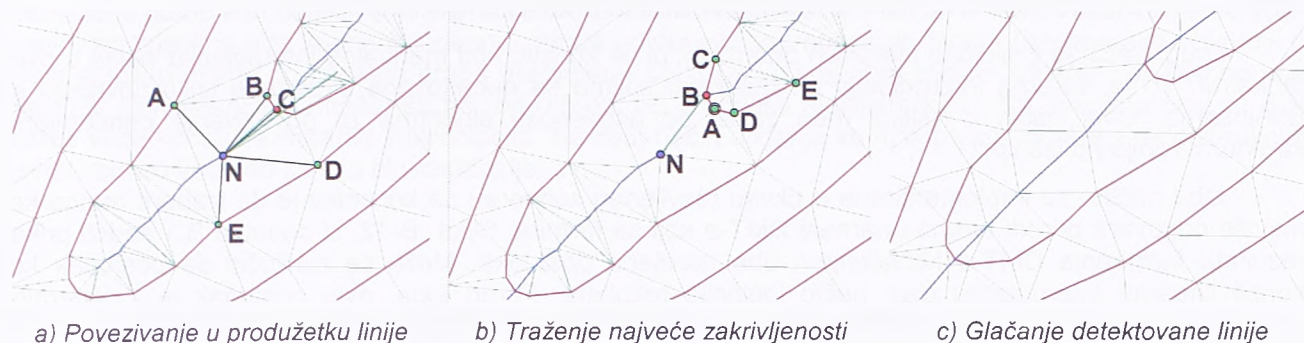 A B C D E N
C B A D E N
a) Povezivanje u produžetku linije b) Traženje najveće zakrivljenosti c) Glačanje detektovane linije